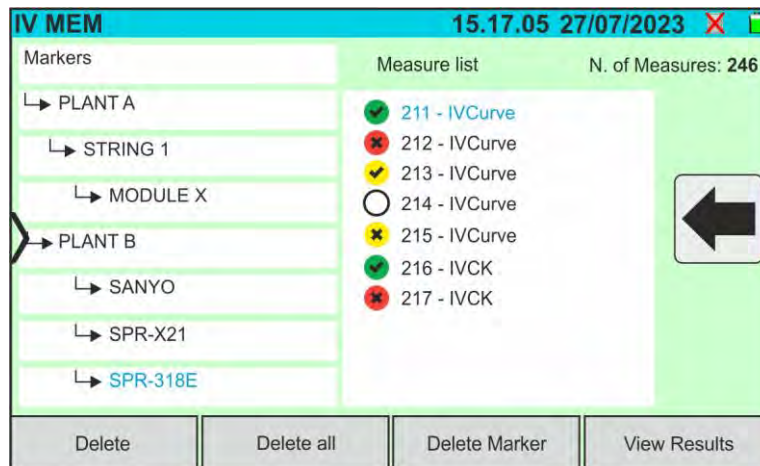 IV MEM 15.17.05 27/07/2023
Markers
Measure list N. of Measures: 246
PLANT A
STRING 1
MODULE X
PLANT B
SANYO
SPR-X21
SPR-318E
211 - IVCurve
212 - IVCurve
213 - IVCurve
214 - IVCurve
215 - IVCurve
216 - IVCK
217 - IVCK
Delete Delete all Delete Marker View Results